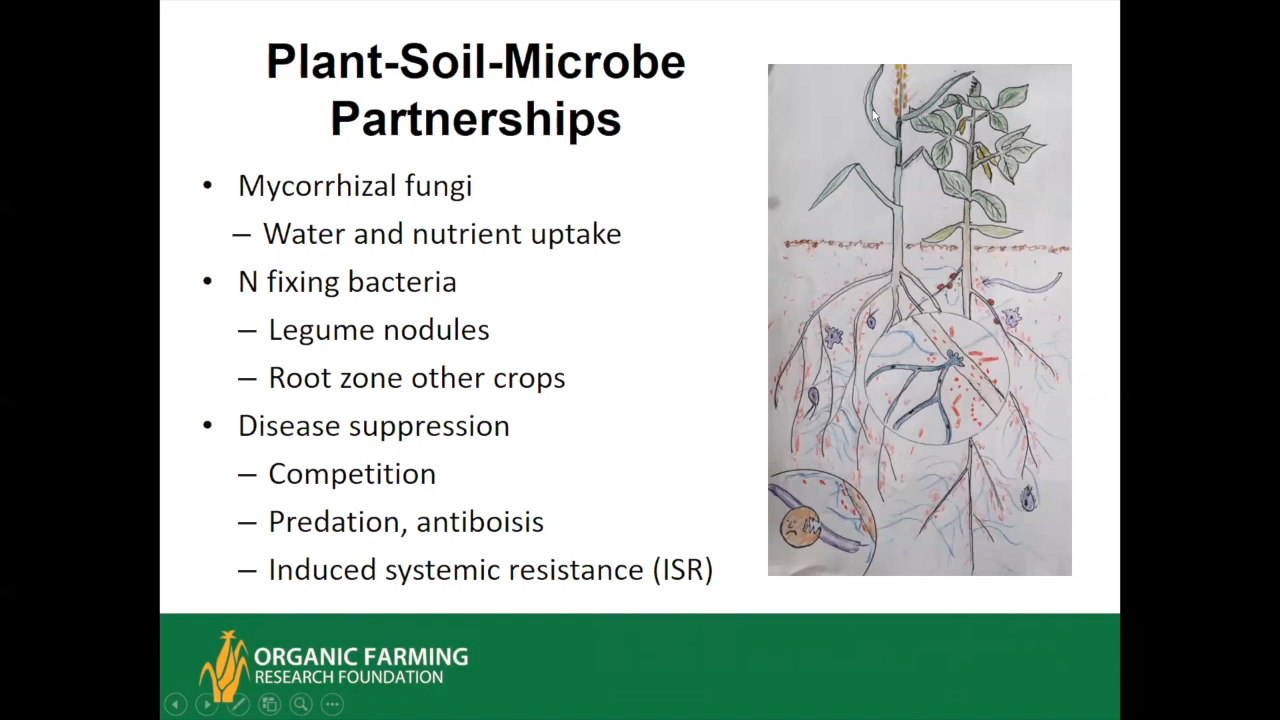 Plant-Soil-Microbe
Partnerships
• Mycorrhizal fungi
– Water and nutrient uptake
• N fixing bacteria
– Legume nodules
– Root zone other crops
• Disease suppression
– Competition
– Predation, antiboisis
– Induced systemic resistance (ISR)
ORGANIC FARMING
RESEARCH FOUNDATION